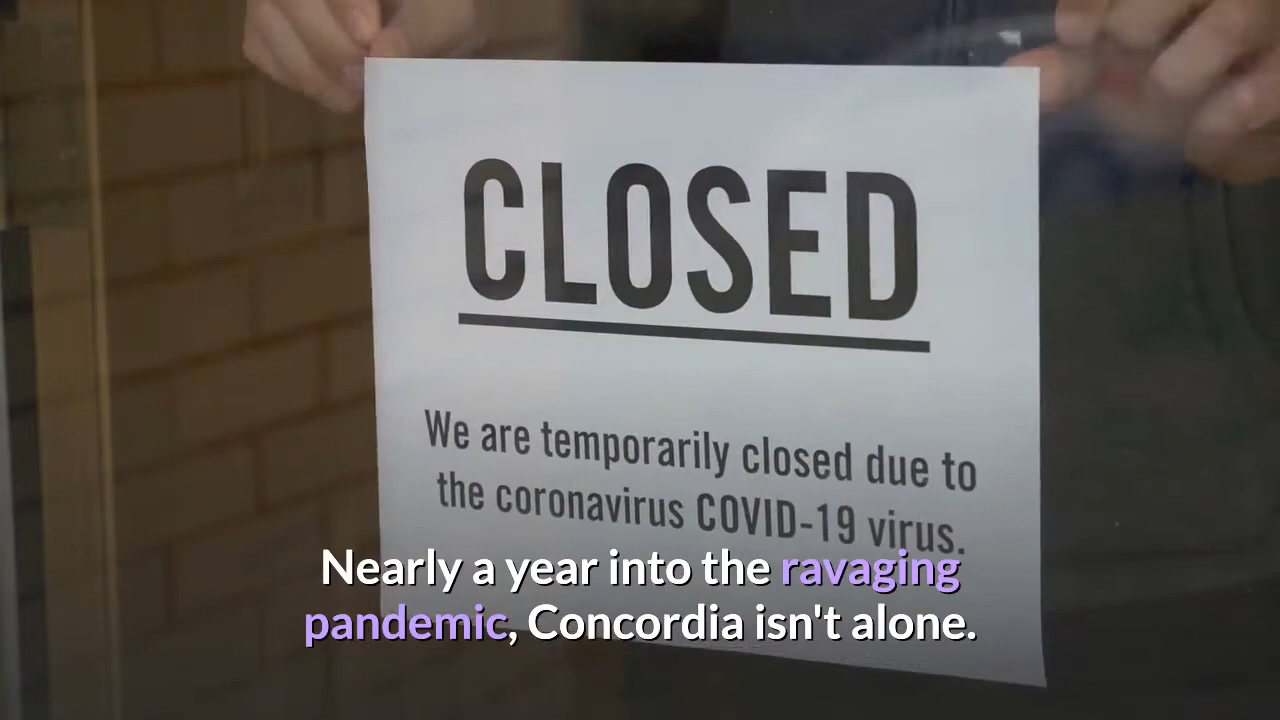 CLOSED
We are temporarily closed due to
the coronavirus COVID-19 virus.
Nearly a year into the ravaging
pandemic, Concordia isn't alone.